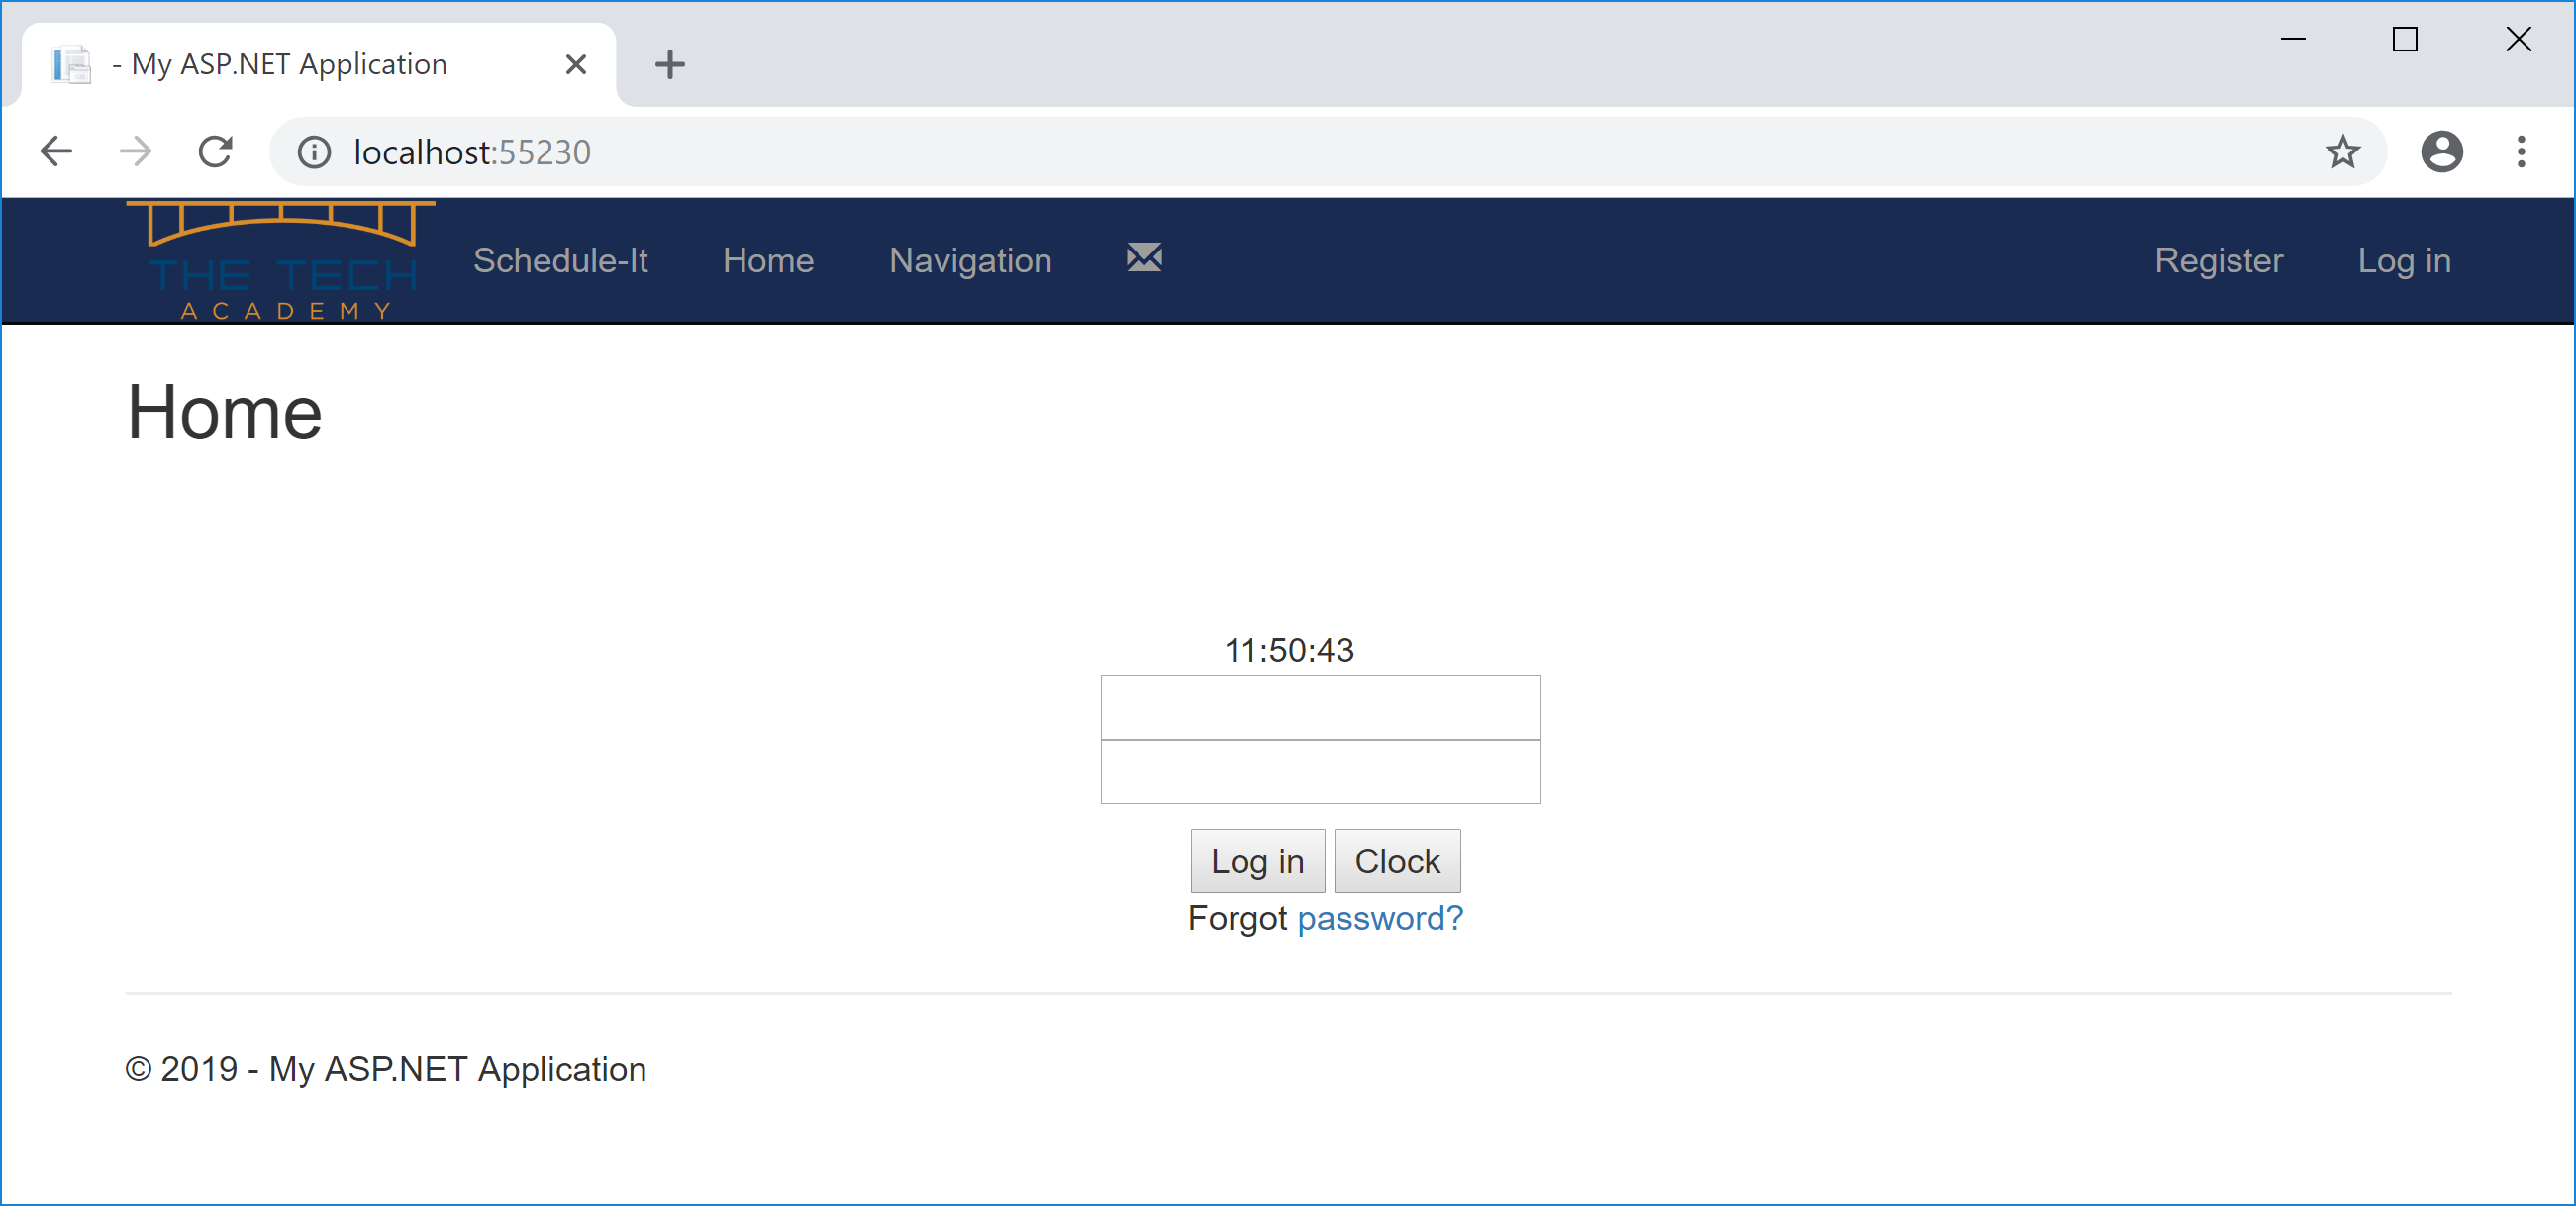 - My ASP.NET Application
localhost:55230
THE TECH
ACADEMY
Schedule-It Home Navigation Register Log in
Home
11:50:43
Log in Clock
Forgot password?
© 2019 - My ASP.NET Application